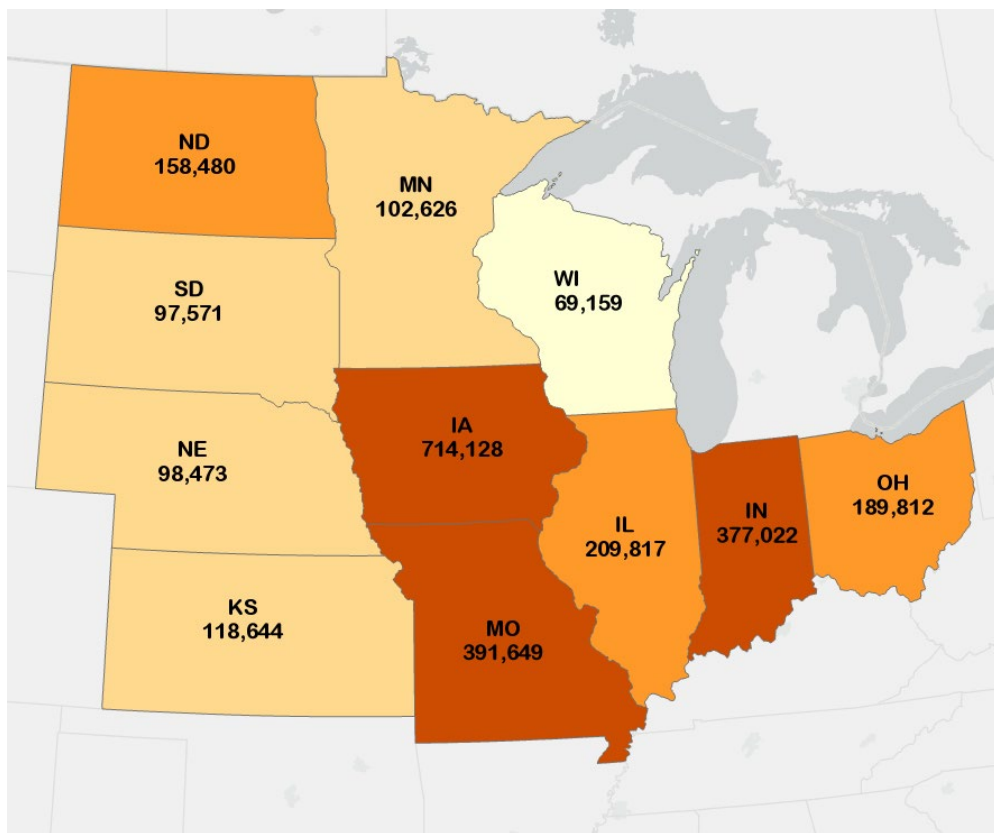 ND
158,480
MN
102,626
SD
97,571
WI
69,159
NE
98,473
IA
714,128
IL
209,817
IN
377,022
OH
189,812
KS
118,644
MO
391,649